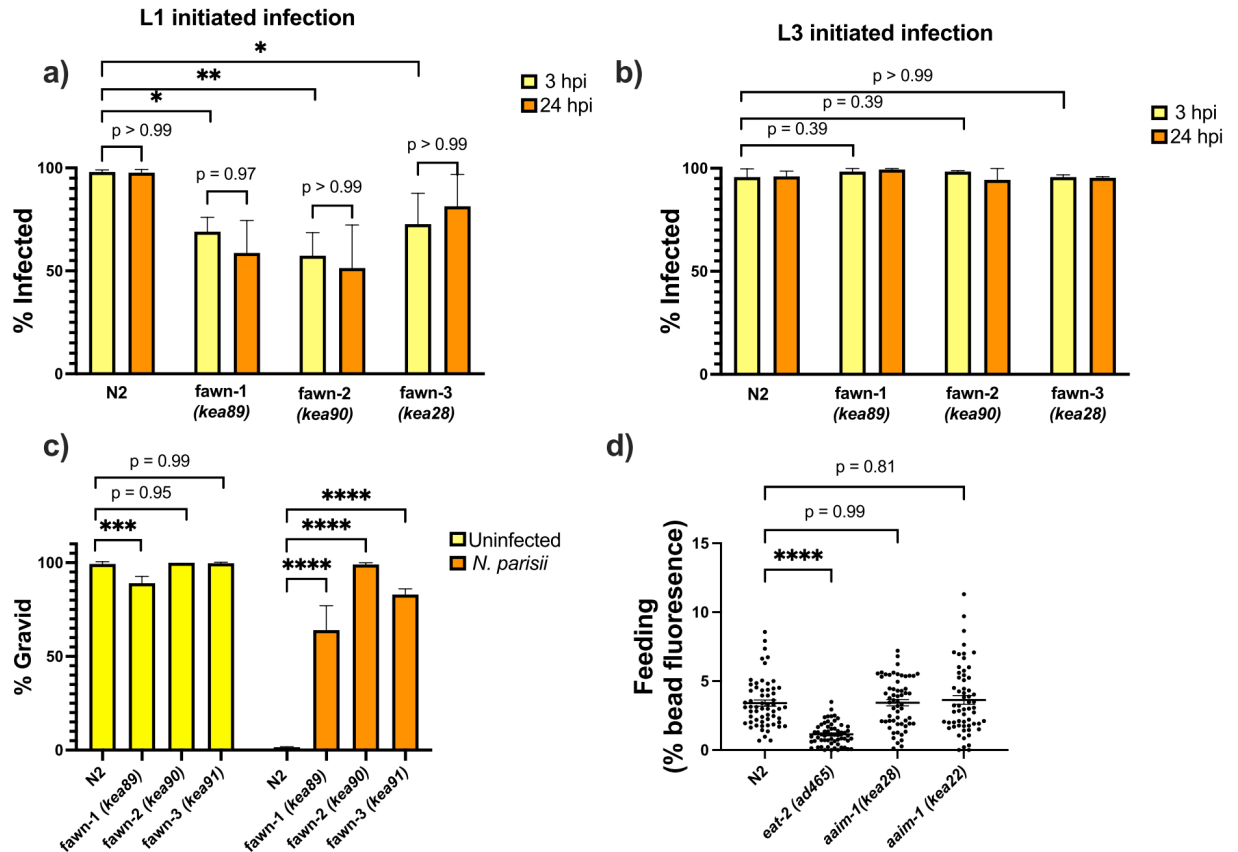 L1 initiated infection
a)
*
**
*
p > 0.99
p = 0.97
p > 0.99
p > 0.99
3 hpi
24 hpi
% Infected
100
50
0
N2
fawn-1
(kea89)
fawn-2
(kea90)
fawn-3
(kea28)
L3 initiated infection
b)
p > 0.99
p = 0.39
p = 0.39
3 hpi
24 hpi
% Infected
100
50
0
N2
fawn-1
(kea89)
fawn-2
(kea90)
fawn-3
(kea28)
c)
p = 0.99
p = 0.95
***
****
****
****
Uninfected
N. parisii
% Gravid
100
50
0
N2
fawn-1 (kea89)
fawn-2 (kea90)
fawn-3 (kea91)
N2
fawn-1 (kea89)
fawn-2 (kea90)
fawn-3 (kea91)
d)
p = 0.81
p = 0.99
****
Feeding
(% bead fluoresence)
15
10
5
0
N2
eat-2 (ad465)
aaim-1(kea28)
aaim-1 (kea22)